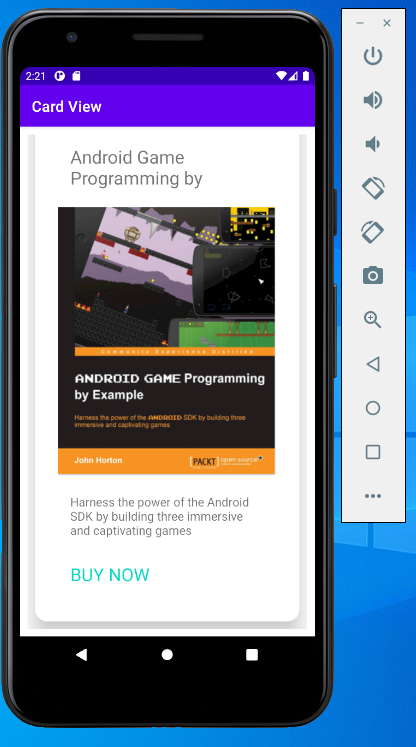 2:21
Card View
Android Game
Programming by
Community Experience Distilled
ANDROID GAME Programming
by Example
Harness the power of the ANDROID SDK by building three
immersive and captivating games
John Horton
[PACKT] open source*
PUBLISHING
Harness the power of the Android
SDK by building three immersive
and captivating games
BUY NOW